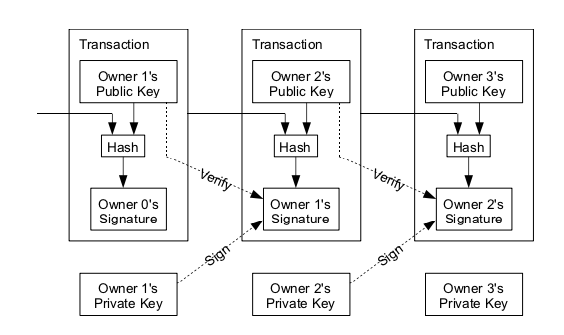 Transaction
Transaction
Transaction
Owner 1's
Public Key
Owner 2's
Public Key
Owner 3's
Public Key
Hash
Hash
Hash
Verify
Verify
Owner 0's
Signature
Owner 1's
Signature
Owner 2's
Signature
Sign
Sign
Owner 1's
Private Key
Owner 2's
Private Key
Owner 3's
Private Key